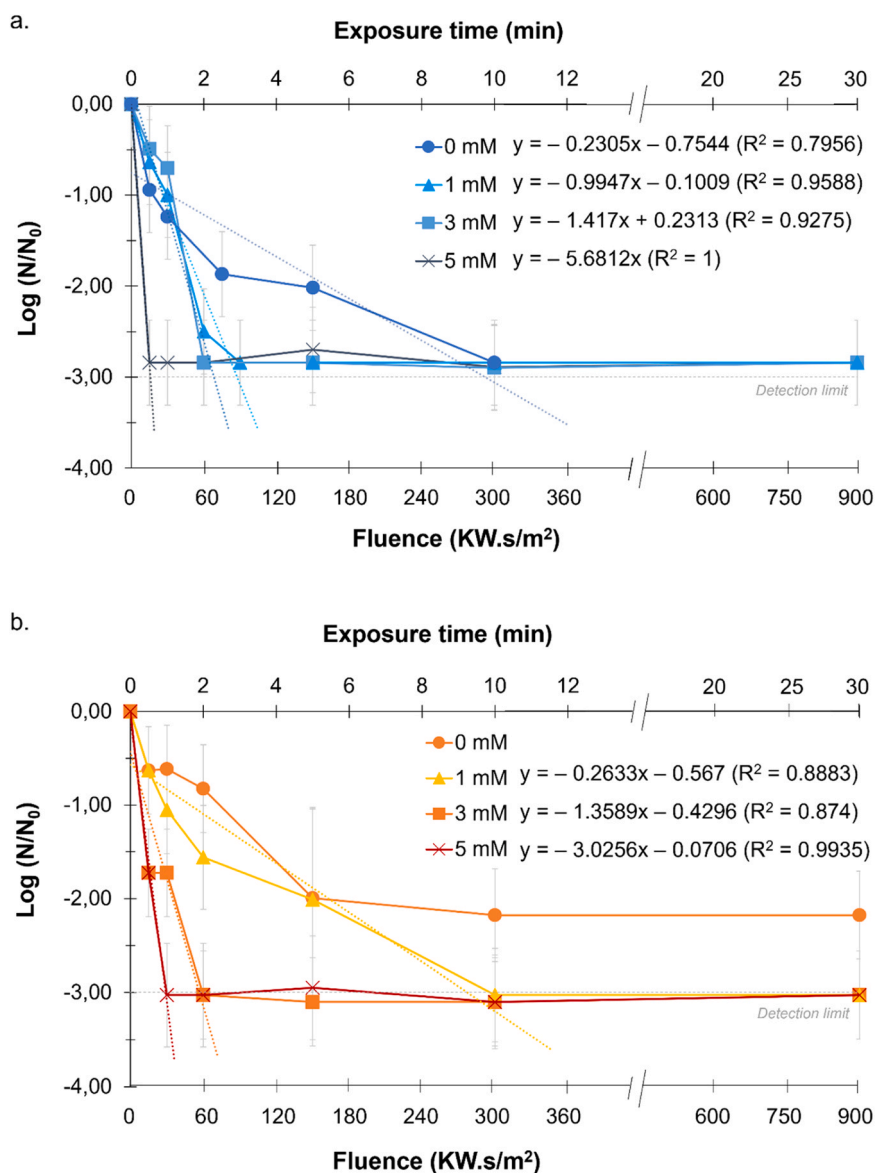 a.
Exposure time (min)
0 2 4 6 8 10 12 20 30
0,00
-1,00
-2,00
-3,00
-4,00
Log (N/N₀)
0 mM y = – 0.2305x – 0.7544 (R² = 0.7956)
1 mM y = – 0.9947x – 0.1009 (R² = 0.9588)
3 mM y = – 1.417x + 0.2313 (R² = 0.9275)
5 mM y = – 5.6812x (R² = 1)
Detection limit
0 60 120 180 240 300 360 600 750 900
Fluence (KW.s/m²)
b.
Exposure time (min)
0 2 4 6 8 10 12 20 30
0,00
-1,00
-2,00
-3,00
-4,00
Log (N/N₀)
0 mM
1 mM y = – 0.2633x – 0.567 (R² = 0.8883)
3 mM y = – 1.3589x – 0.4296 (R² = 0.874)
5 mM y = – 3.0256x – 0.0706 (R² = 0.9935)
Detection limit
0 60 120 180 240 300 360 600 750 900
Fluence (KW.s/m²)